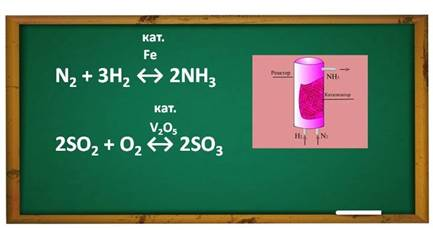 кат.
Fe
N₂ + 3H₂ ↔ 2NH₃
кат.
V₂O₅
2SO₂ + O₂ ↔ 2SO₃
Реактор
NH₃
Катализатор
H₂ N₂